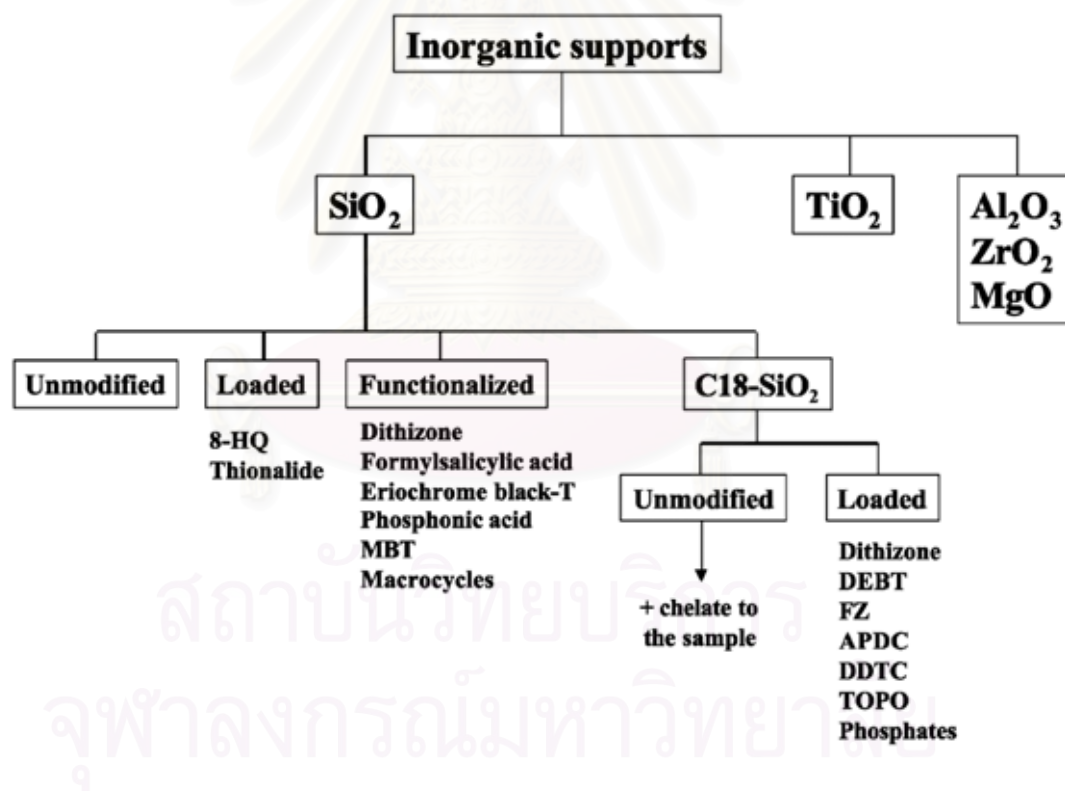 Inorganic supports
SiO₂
TiO₂
Al₂O₃
ZrO₂
MgO
Unmodified
Loaded
8-HQ
Thionalide
Functionalized
Dithizone
Formylsalicylic acid
Eriochrome black-T
Phosphonic acid
MBT
Macrocycles
C18-SiO₂
Unmodified
+ chelate to
the sample
Loaded
Dithizone
DEBT
FZ
APDC
DDTC
TOPO
Phosphates
สถาบันวิทยบริการ
จุฬาลงกรณ์มหาวิทยาลัย